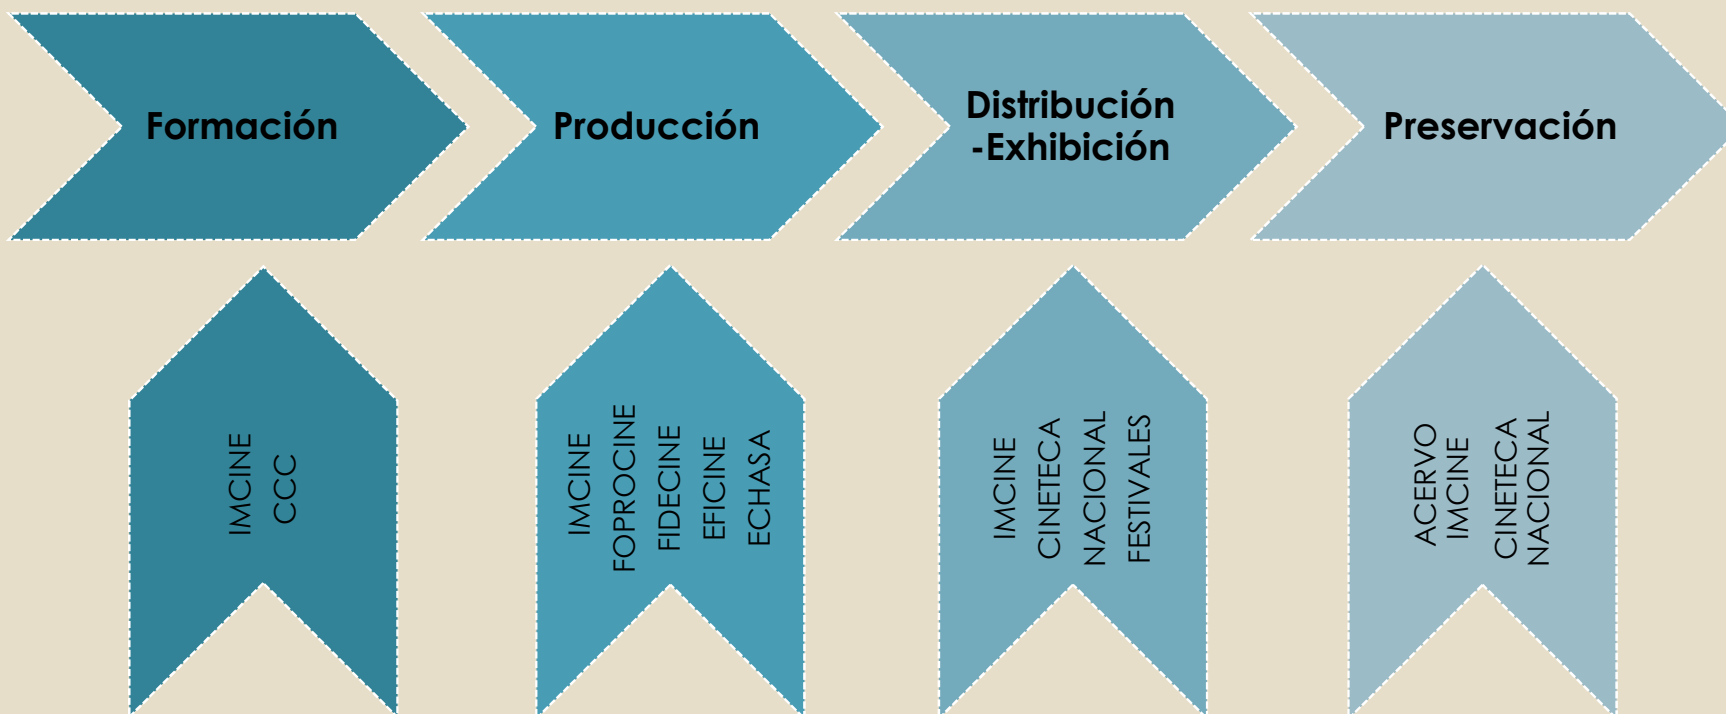 Formación
Producción
Distribución
-Exhibición
Preservación
IMCINE
CCC
IMCINE
FOPROCINE
FIDECINE
EFICINE
ECHASA
IMCINE
CINETECA
NACIONAL
FESTIVALES
ACERVO
IMCINE
CINETECA
NACIONAL